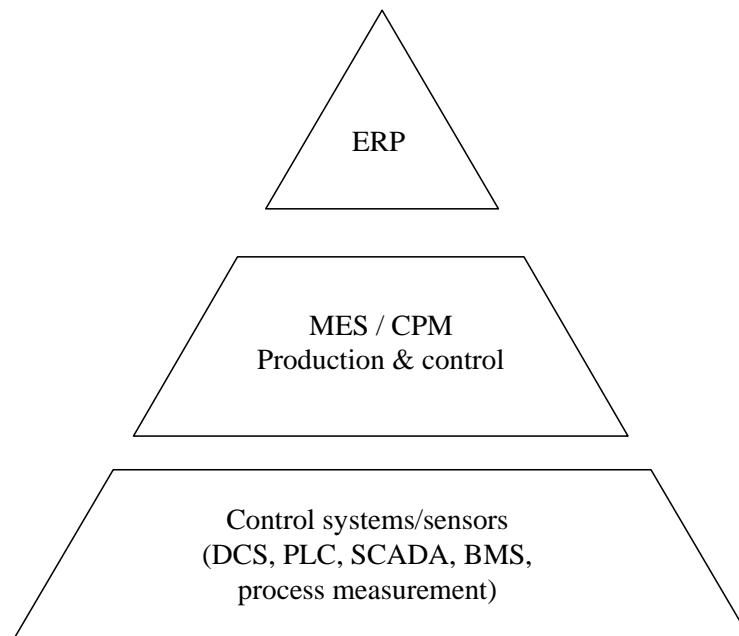 ERP
MES / CPM
Production & control
Control systems/sensors
(DCS, PLC, SCADA, BMS,
process measurement)